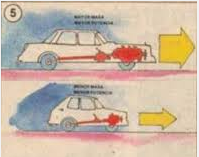 5
MAYOR MASA
MAYOR POTENCIA
MENOR MASA
MENOR POTENCIA